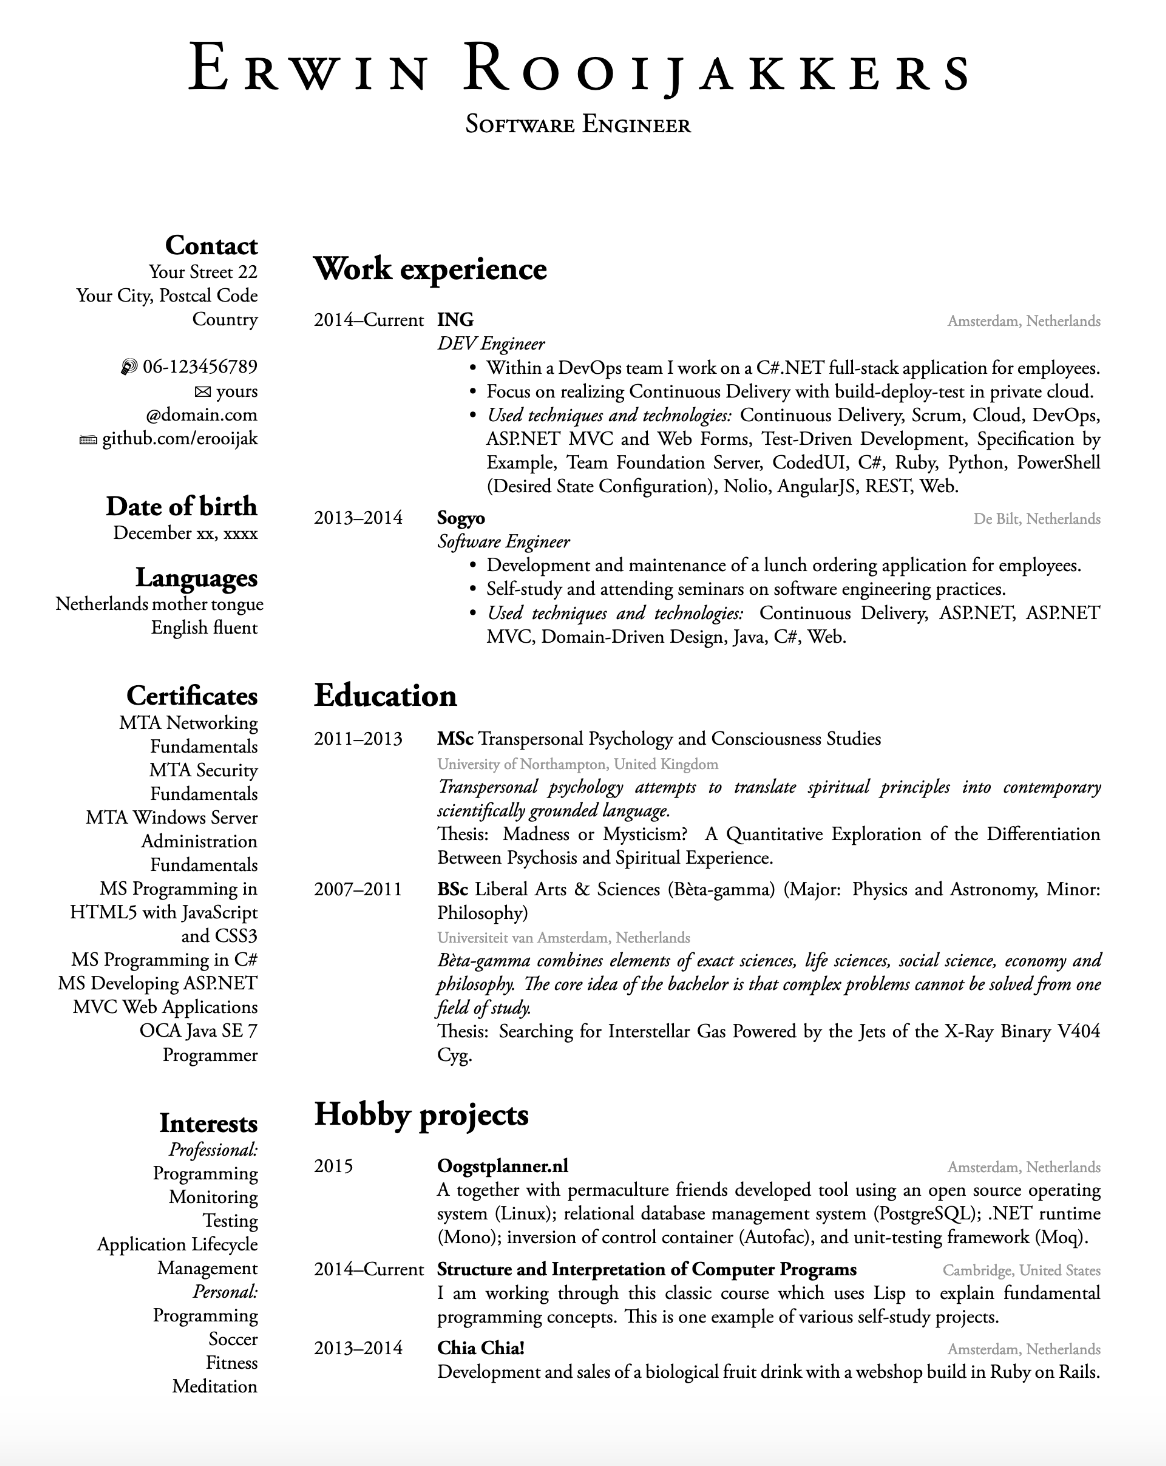 Erwin Rooijakkers
Software Engineer
Contact
Your Street 22
Your City, Postcal Code
Country
06-123456789
yours
@domain.com
github.com/erooijak
Date of birth
December xx, xxxx
Languages
Netherlands mother tongue
English fluent
Certificates
MTA Networking
Fundamentals
MTA Security
Fundamentals
MTA Windows Server
Administration
Fundamentals
MS Programming in
HTML5 with JavaScript
and CSS3
MS Programming in C#
MS Developing ASP.NET
MVC Web Applications
OCA Java SE 7
Programmer
Interests
Professional:
Programming
Monitoring
Testing
Application Lifecycle
Management
Personal:
Programming
Soccer
Fitness
Meditation
Work experience
2014–Current ING Amsterdam, Netherlands
DEV Engineer
• Within a DevOps team I work on a C#.NET full-stack application for employees.
• Focus on realizing Continuous Delivery with build-deploy-test in private cloud.
• Used techniques and technologies: Continuous Delivery, Scrum, Cloud, DevOps,
ASP.NET MVC and Web Forms, Test-Driven Development, Specification by
Example, Team Foundation Server, CodedUI, C#, Ruby, Python, PowerShell
(Desired State Configuration), Nolio, AngularJS, REST, Web.
2013–2014 Sogyo De Bilt, Netherlands
Software Engineer
• Development and maintenance of a lunch ordering application for employees.
• Self-study and attending seminars on software engineering practices.
• Used techniques and technologies: Continuous Delivery, ASP.NET, ASP.NET
MVC, Domain-Driven Design, Java, C#, Web.
Education
2011–2013 MSc Transpersonal Psychology and Consciousness Studies
University of Northampton, United Kingdom
Transpersonal psychology attempts to translate spiritual principles into contemporary
scientifically grounded language.
Thesis: Madness or Mysticism? A Quantitative Exploration of the Differentiation
Between Psychosis and Spiritual Experience.
2007–2011 BSc Liberal Arts & Sciences (Bèta-gamma) (Major: Physics and Astronomy, Minor:
Philosophy)
Universiteit van Amsterdam, Netherlands
Bèta-gamma combines elements of exact sciences, life sciences, social science, economy and
philosophy. The core idea of the bachelor is that complex problems cannot be solved from one
field of study.
Thesis: Searching for Interstellar Gas Powered by the Jets of the X-Ray Binary V404
Cyg.
Hobby projects
2015 Oogstplanner.nl Amsterdam, Netherlands
A together with permaculture friends developed tool using an open source operating
system (Linux); relational database management system (PostgreSQL); .NET runtime
(Mono); inversion of control container (Autofac), and unit-testing framework (Moq).
2014–Current Structure and Interpretation of Computer Programs Cambridge, United States
I am working through this classic course which uses Lisp to explain fundamental
programming concepts. This is one example of various self-study projects.
2013–2014 Chia Chia! Amsterdam, Netherlands
Development and sales of a biological fruit drink with a webshop build in Ruby on Rails.